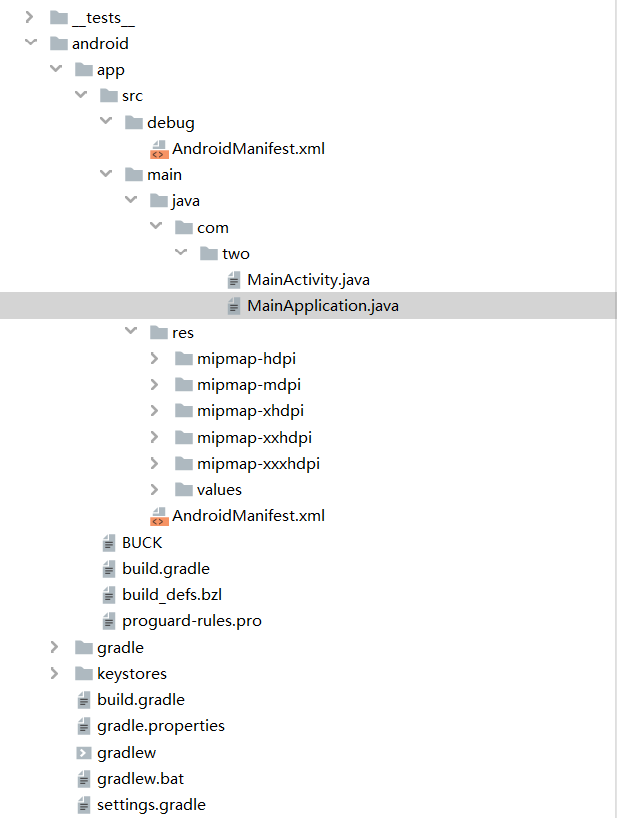 __tests__
android
app
src
debug
AndroidManifest.xml
main
java
com
two
MainActivity.java
MainApplication.java
res
mipmap-hdpi
mipmap-mdpi
mipmap-xhdpi
mipmap-xxhdpi
mipmap-xxxhdpi
values
AndroidManifest.xml
BUCK
build.gradle
build_defs.bzl
proguard-rules.pro
gradle
keystores
build.gradle
gradle.properties
gradlew
gradlew.bat
settings.gradle